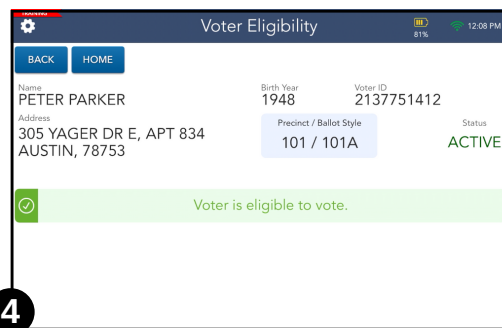 TRAINING
Voter Eligibility
81%
12:08 PM
BACK HOME
Name
PETER PARKER
Birth Year
1948
Voter ID
2137751412
Address
305 YAGER DR E, APT 834
AUSTIN, 78753
Precinct / Ballot Style
101 / 101A
Status
ACTIVE
Voter is eligible to vote.
4